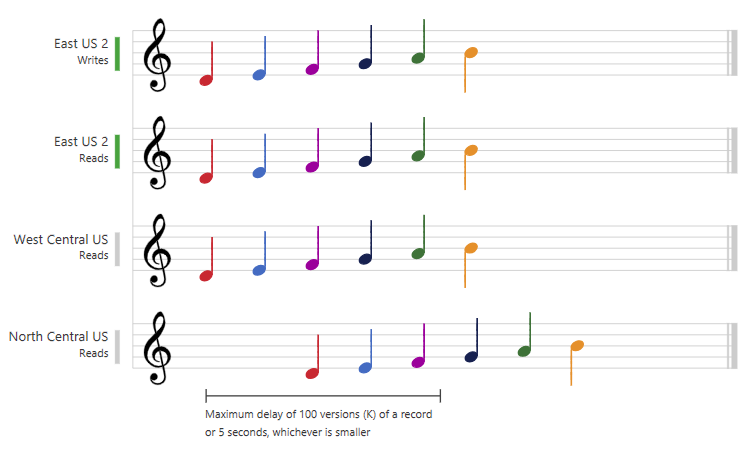 East US 2
Writes
East US 2
Reads
West Central US
Reads
North Central US
Reads
Maximum delay of 100 versions (K) of a record
or 5 seconds, whichever is smaller